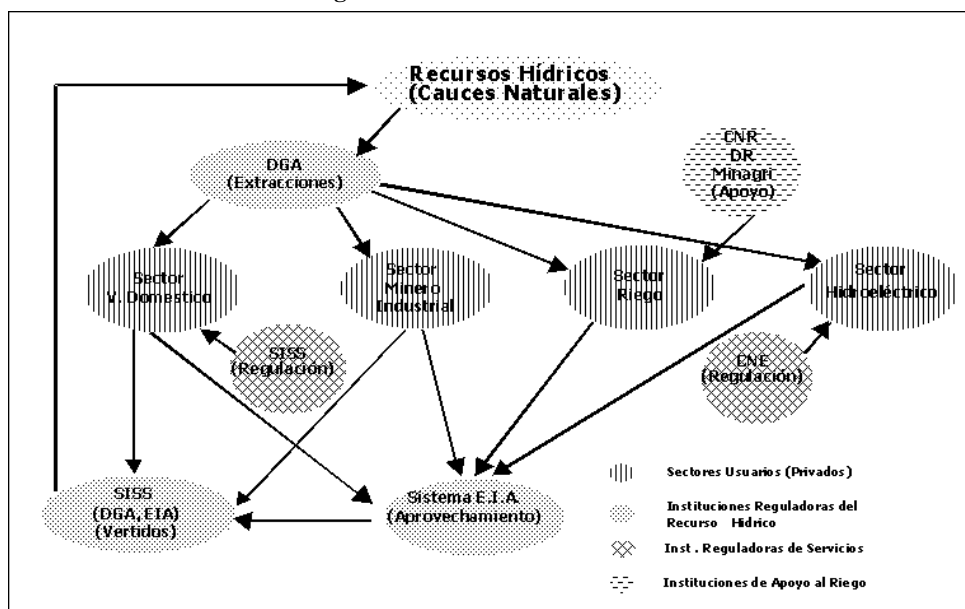 Recursos Hídricos
(Cauces Naturales)
DGA
(Extracciones)
CNR
DR
Minagri
(Apoyo)
Sector
V. Domestico
Sector
Minero
Industrial
Sector
Riego
Sector
Hidroeléctrico
SISS
(Regulación)
CNE
(Regulación)
SISS
(DGA, EIA)
(Vertidos)
Sistema E.I.A.
(Aprovechamiento)
Sectores Usuarios (Privados)
Instituciones Reguladoras del
Recurso Hídrico
Inst. Reguladoras de Servicios
Instituciones de Apoyo al Riego